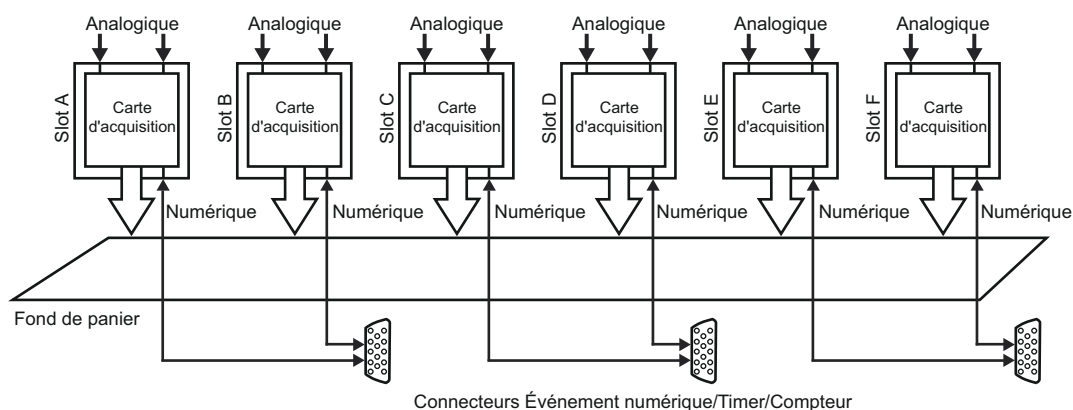 Analogique Analogique Analogique Analogique Analogique Analogique
Slot A
Carte
d'acquisition
Slot B
Carte
d'acquisition
Slot C
Carte
d'acquisition
Slot D
Carte
d'acquisition
Slot E
Carte
d'acquisition
Slot F
Carte
d'acquisition
Numérique Numérique Numérique Numérique Numérique Numérique
Fond de panier
Connecteurs Événement numérique/Timer/Compteur